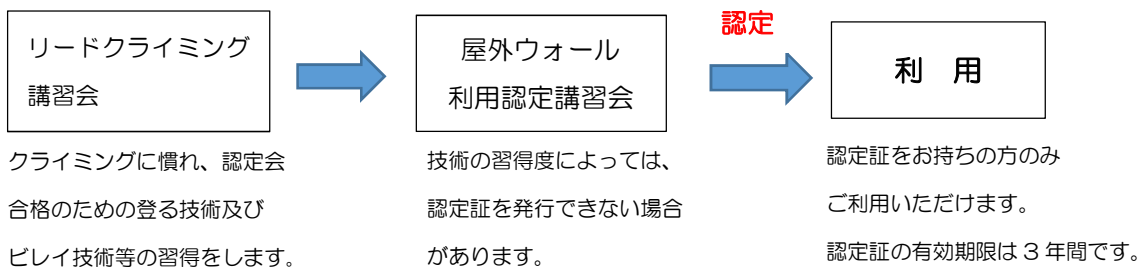 リードクライミング
講習会
クライミングに慣れ、認定会
合格のための登る技術及び
ビレイ技術等の習得をします。
屋外ウォール
利用認定講習会
技術の習得度によっては、
認定証を発行できない場合
があります。
認定
利　用
認定証をお持ちの方のみ
ご利用いただけます。
認定証の有効期限は３年間です。